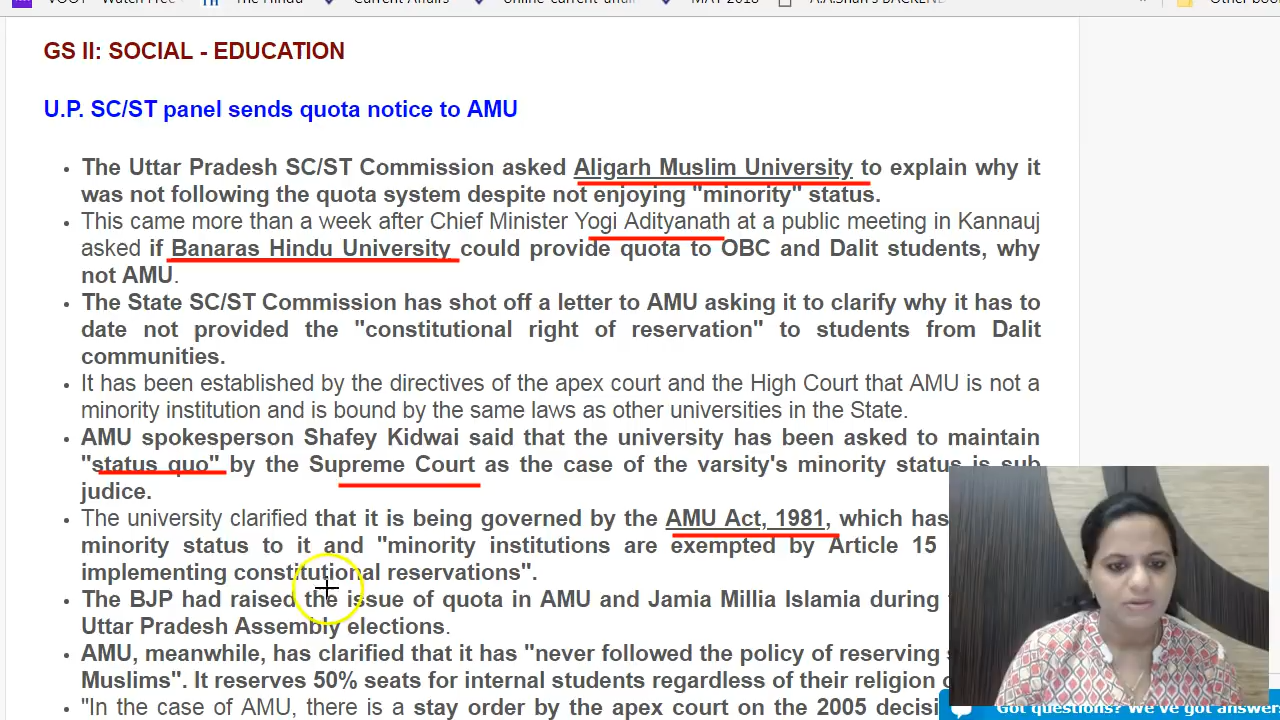 The Hindu
Current Affairs
MAY 2018
Other book
GS II: SOCIAL - EDUCATION
U.P. SC/ST panel sends quota notice to AMU
• The Uttar Pradesh SC/ST Commission asked Aligarh Muslim University to explain why it
was not following the quota system despite not enjoying "minority" status.
• This came more than a week after Chief Minister Yogi Adityanath at a public meeting in Kannauj
asked if Banaras Hindu University could provide quota to OBC and Dalit students, why
not AMU.
• The State SC/ST Commission has shot off a letter to AMU asking it to clarify why it has to
date not provided the "constitutional right of reservation" to students from Dalit
communities.
• It has been established by the directives of the apex court and the High Court that AMU is not a
minority institution and is bound by the same laws as other universities in the State.
• AMU spokesperson Shafey Kidwai said that the university has been asked to maintain
"status quo" by the Supreme Court as the case of the varsity's minority status is sub
judice.
• The university clarified that it is being governed by the AMU Act, 1981, which has
minority status to it and "minority institutions are exempted by Article 15
implementing constitutional reservations".
• The BJP had raised the issue of quota in AMU and Jamia Millia Islamia during
Uttar Pradesh Assembly elections.
• AMU, meanwhile, has clarified that it has "never followed the policy of reserving
Muslims". It reserves 50% seats for internal students regardless of their religion
• "In the case of AMU, there is a stay order by the apex court on the 2005
Got questions? We've got answers